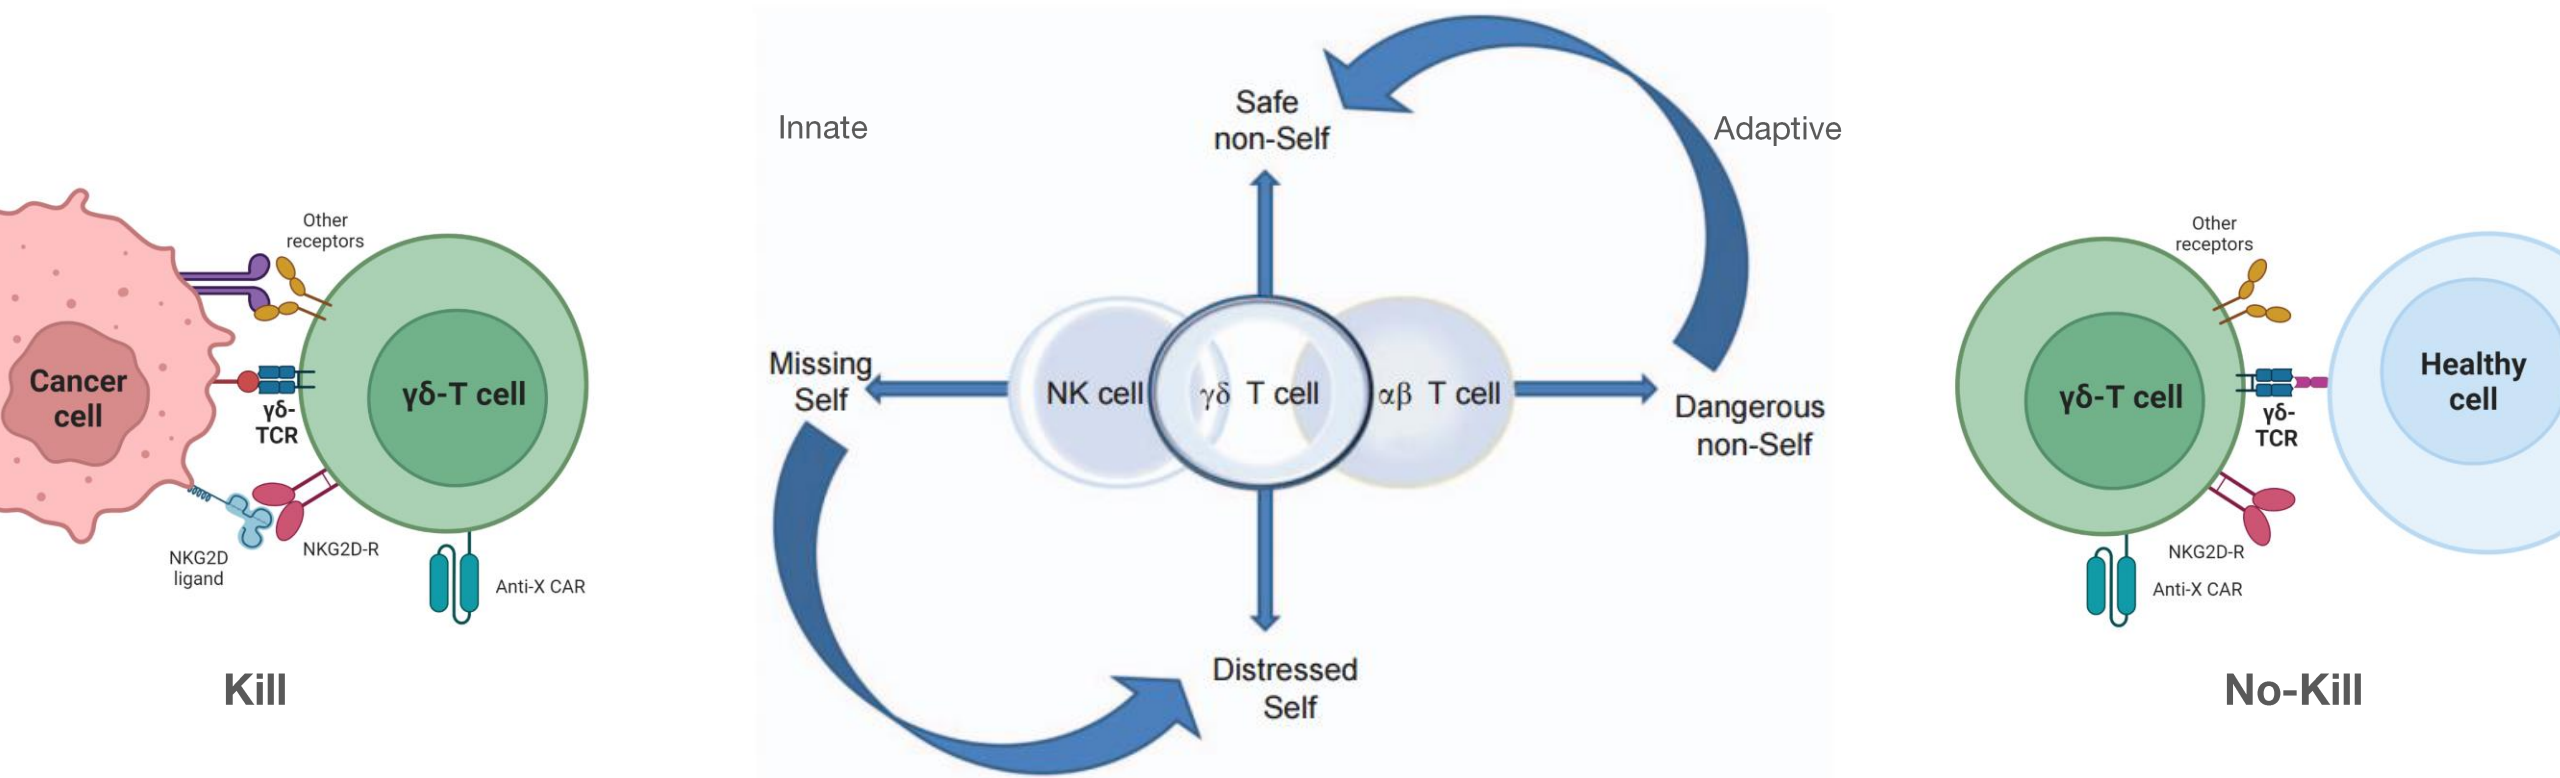 Other
receptors
Cancer
cell
γδ-T cell
γδ-
TCR
NKG2D
ligand
NKG2D-R
Anti-X CAR
Kill
Innate
Adaptive
Safe
non-Self
Missing
Self
NK cell
γδ T cell
αβ T cell
Dangerous
non-Self
Distressed
Self
Other
receptors
γδ-T cell
γδ-
TCR
Healthy
cell
NKG2D-R
Anti-X CAR
No-Kill